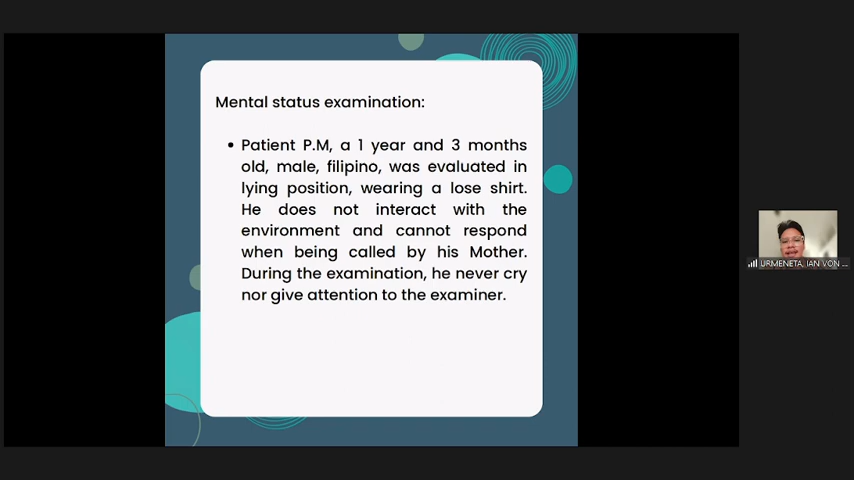 Mental status examination:
• Patient P.M, a 1 year and 3 months
old, male, filipino, was evaluated in
lying position, wearing a lose shirt.
He does not interact with the
environment and cannot respond
when being called by his Mother.
During the examination, he never cry
nor give attention to the examiner.
URMENETA, IAN VON ...